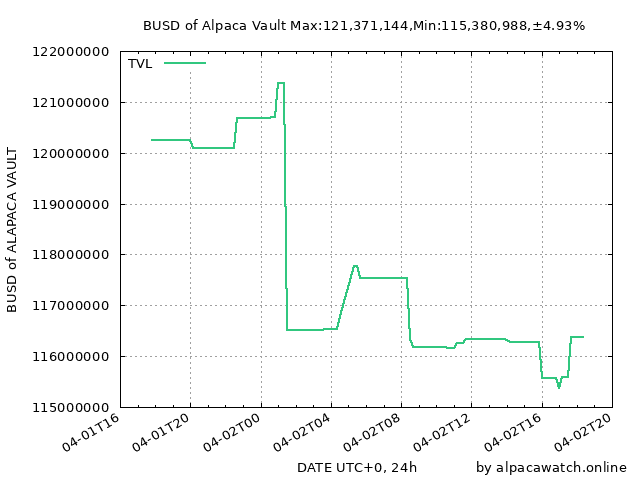 BUSD of Alpaca Vault Max:121,371,144,Min:115,380,988,±4.93%
TVL
122000000
121000000
120000000
119000000
118000000
117000000
116000000
115000000
BUSD of ALAPACA VAULT
04-01T16
04-01T20
04-02T00
04-02T04
04-02T08
04-02T12
04-02T16
04-02T20
DATE UTC+0, 24h
by alpacawatch.online